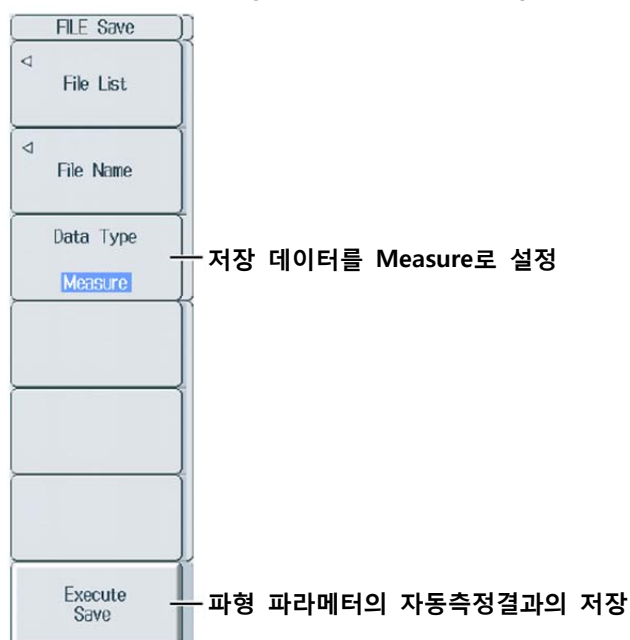 FILE Save
File List
File Name
Data Type
저장 데이터를 Measure로 설정
Measure
Execute
Save
파형 파라메터의 자동측정결과의 저장